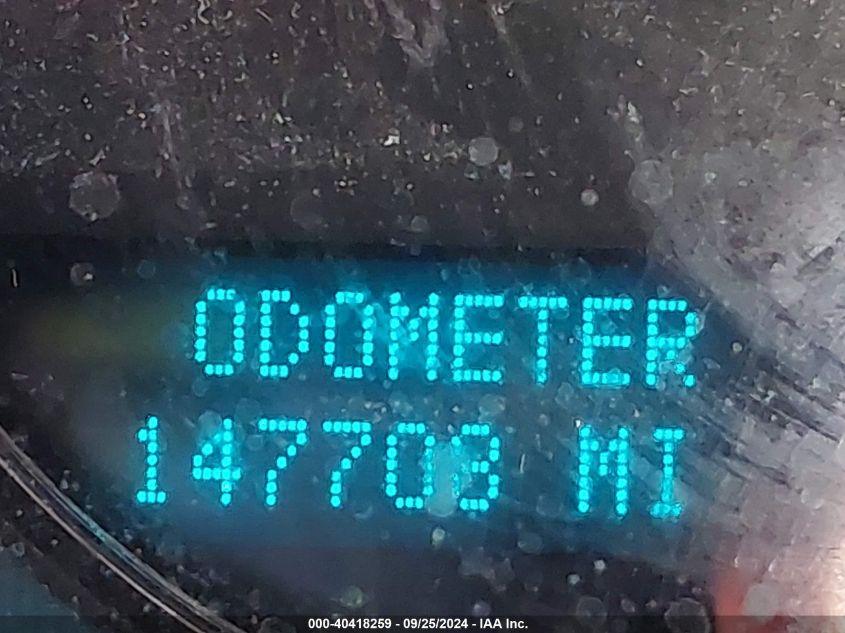 ODOMETER
147703 MI
000-40418259 - 09/25/2024 - IAA Inc.